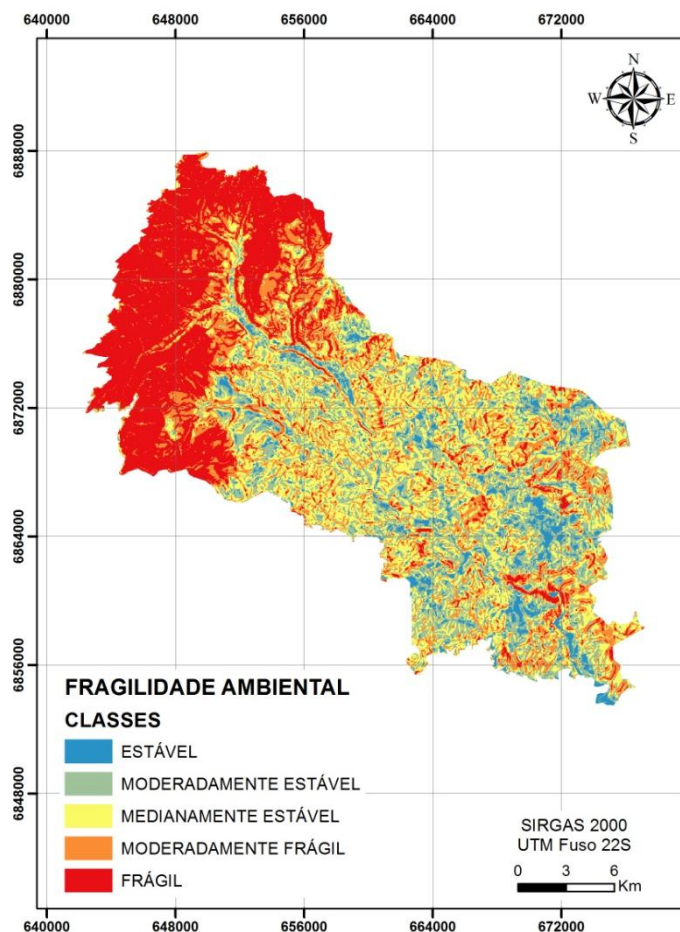 640000 648000 656000 664000 672000
N
W E
S
6888000
6880000
6872000
6864000
6856000
6848000
FRAGILIDADE AMBIENTAL
CLASSES
ESTÁVEL
MODERADAMENTE ESTÁVEL
MEDIANAMENTE ESTÁVEL
MODERADAMENTE FRÁGIL
FRÁGIL
SIRGAS 2000
UTM Fuso 22S
0 3 6
Km
640000 648000 656000 664000 672000